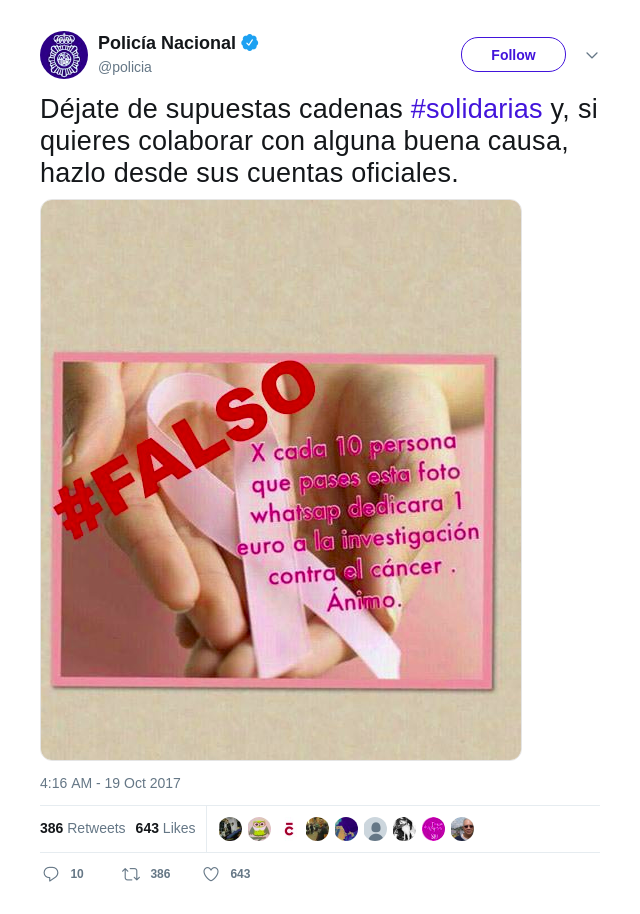 Policía Nacional
@policia
Follow
Déjate de supuestas cadenas #solidarias y, si
quieres colaborar con alguna buena causa,
hazlo desde sus cuentas oficiales.
#FALSO
X cada 10 persona
que pases esta foto
whatsap dedicara 1
euro a la investigación
contra el cáncer .
Ánimo.
4:16 AM - 19 Oct 2017
386 Retweets 643 Likes
10 386 643